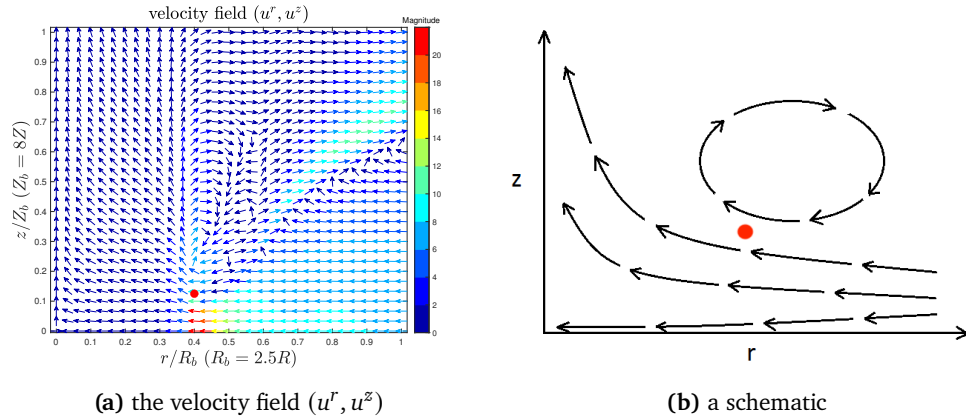 velocity field (u^r, u^z)
Magnitude
1
0.9
0.8
0.7
0.6
0.5
0.4
0.3
0.2
0.1
0
z/Z_b (Z_b = 8Z)
0 0.1 0.2 0.3 0.4 0.5 0.6 0.7 0.8 0.9 1
r/R_b (R_b = 2.5R)
20
18
16
14
12
10
8
6
4
2
0
(a) the velocity field (u^r, u^z)
z
r
(b) a schematic